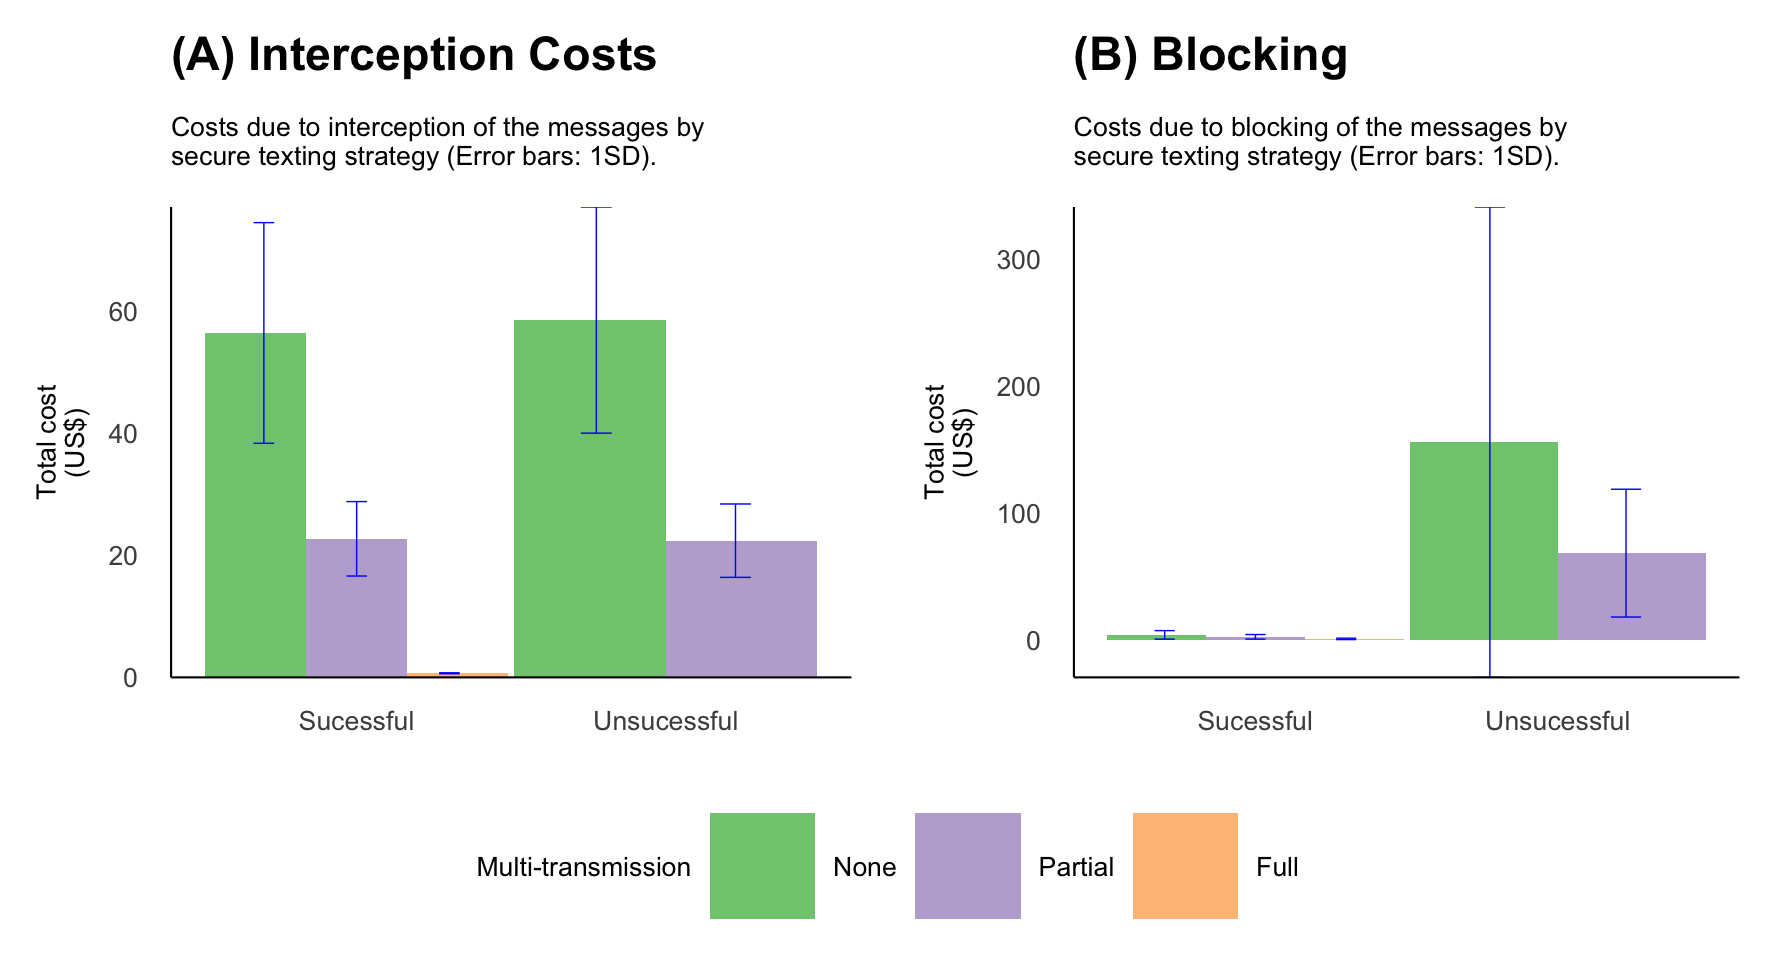 (A) Interception Costs
Costs due to interception of the messages by
secure texting strategy (Error bars: 1SD).
Total cost
(US$)
60
40
20
0
Sucessful
Unsucessful
(B) Blocking
Costs due to blocking of the messages by
secure texting strategy (Error bars: 1SD).
Total cost
(US$)
300
200
100
0
Sucessful
Unsucessful
Multi-transmission
None
Partial
Full